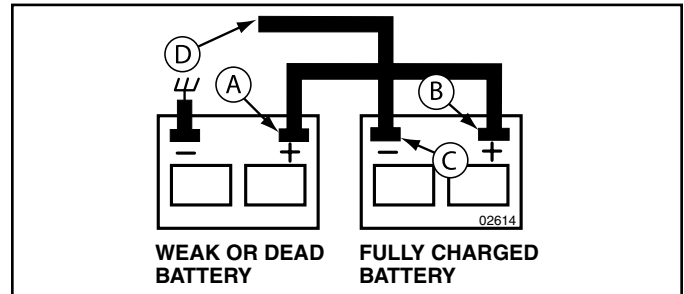 D
A
B
C
− + − +
02614
WEAK OR DEAD
BATTERY
FULLY CHARGED
BATTERY